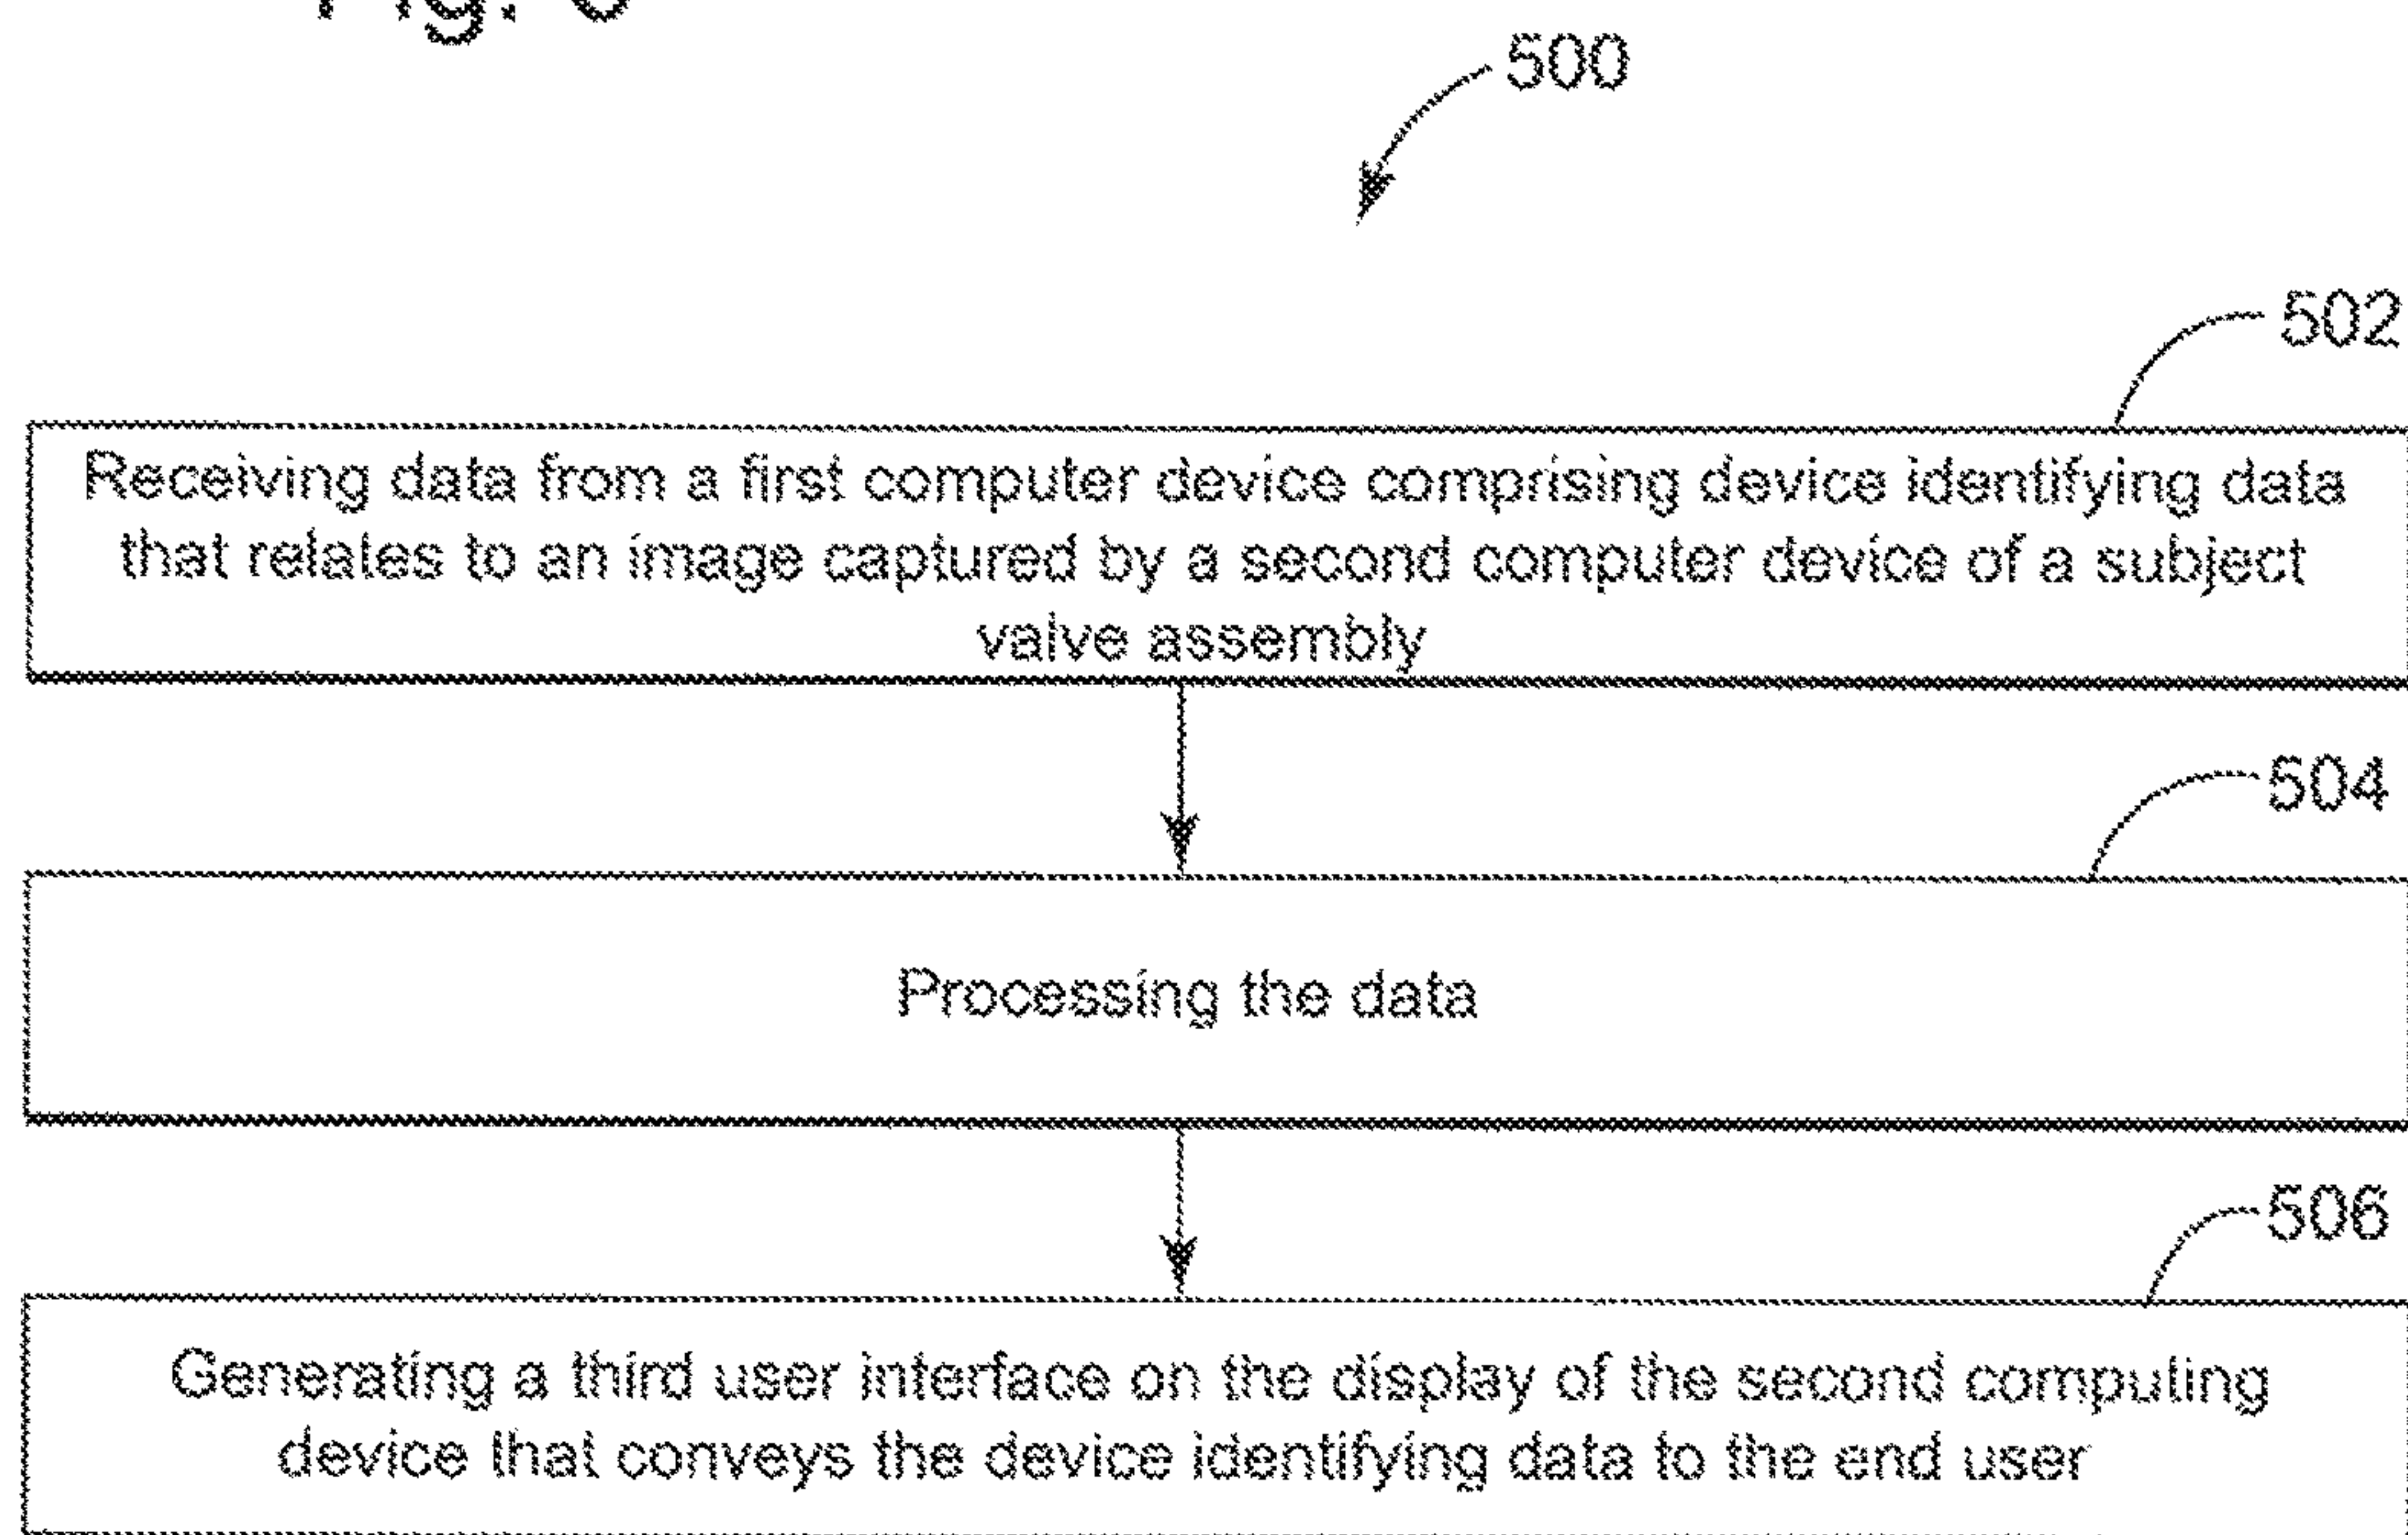 500
502
Receiving data from a first computer device comprising device identifying data
that relates to an image captured by a second computer device of a subject
valve assembly
504
Processing the data
506
Generating a third user interface on the display of the second computing
device that conveys the device identifying data to the end user